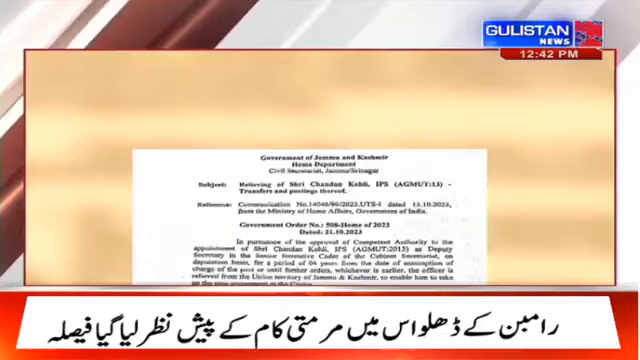 GULISTAN
NEWS
12:42 PM
Government of Jammu and Kashmir
Home Department
Civil Secretariat, Jammu/Srinagar
Subject: Relieving of Shri Chandan Kohli, IPS (AGMUT:13) -
Transfers and postings thereof.
Reference: Communication No.14046/96/2023.UTS-I dated 13.10.2023,
from the Ministry of Home Affairs, Government of India.
Government Order No.: 508-Home of 2023
Dated: 21.10.2023
In pursuance of the approval of Competent Authority to the
appointment of Shri Chandan Kohli, IPS (AGMUT:2013) as Deputy
Secretary in the Senior Executive Cadre of the Cabinet Secretariat, on
deputation basis, for a period of 04 years from the date of assumption of
charge of the post or until further orders, whichever is earlier, the officer is
relieved from the Union territory of Jammu & Kashmir, to enable him to take
رامبن کے ڈھلواس میں مرمتی کام کے پیش نظر لیا گیا فیصلہ